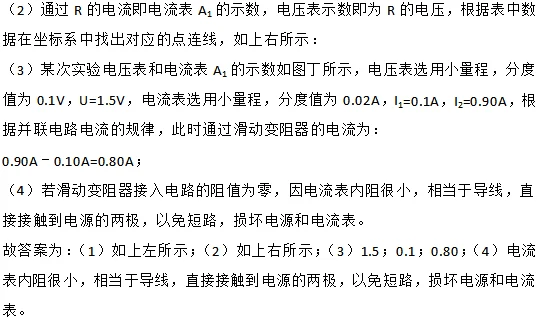 （2）通过 R 的电流即电流表 A₁ 的示数，电压表示数即为 R 的电压，根据表中数
据在坐标系中找出对应的点连线，如上右所示：
（3）某次实验电压表和电流表 A₁ 的示数如图丁所示，电压表选用小量程，分度
值为 0.1V，U=1.5V，电流表选用小量程，分度值为 0.02A，I₁=0.1A，I₂=0.90A，根
据并联电路电流的规律，此时通过滑动变阻器的电流为：
0.90A﹣0.10A=0.80A；
（4）若滑动变阻器接入电路的阻值为零，因电流表内阻很小，相当于导线，直
接接触到电源的两极，以免短路，损坏电源和电流表。
故答案为：（1）如上左所示；（2）如上右所示；（3）1.5；0.1；0.80；（4）电流
表内阻很小，相当于导线，直接接触到电源的两极，以免短路，损坏电源和电流
表。